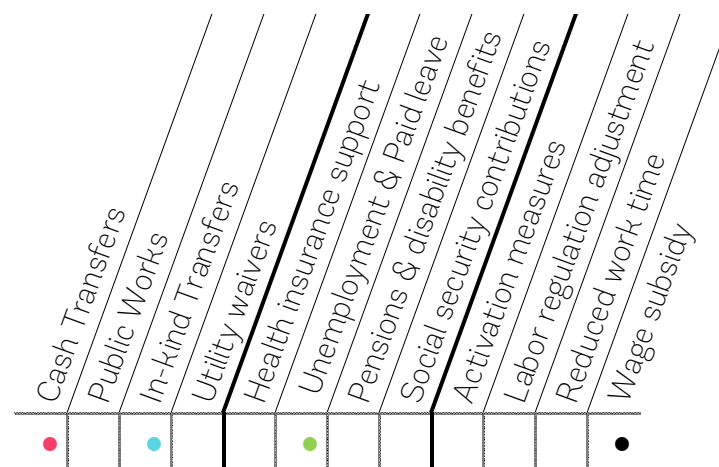 Cash Transfers
Public Works
In-kind Transfers
Utility waivers
Health insurance support
Unemployment & Paid leave
Pensions & disability benefits
Social security contributions
Activation measures
Labor regulation adjustment
Reduced work time
Wage subsidy